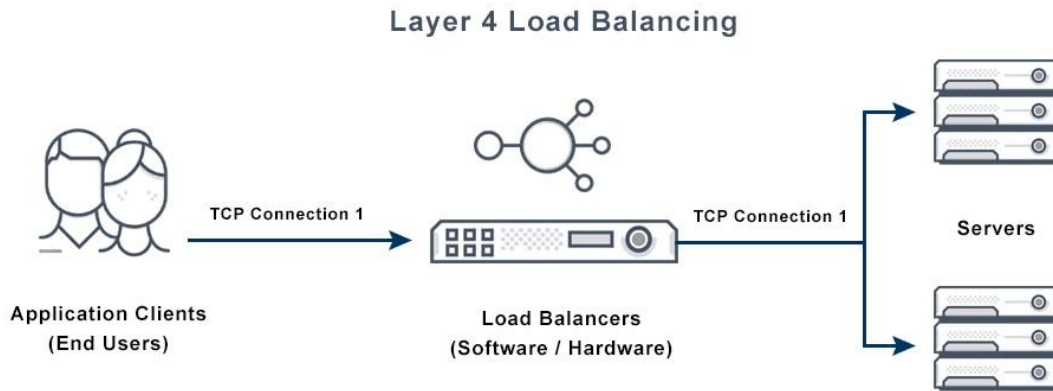 Layer 4 Load Balancing
TCP Connection 1
TCP Connection 1
Servers
Application Clients
(End Users)
Load Balancers
(Software / Hardware)